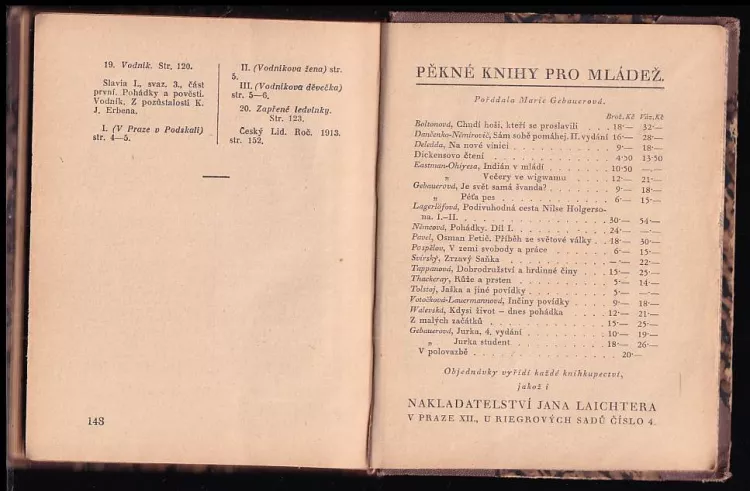 19. Vodník. Str. 120.
Slavia I., svaz. 3., část
první. Pohádky a pověsti.
Vodník. Z pozůstalosti K.
J. Erbena.
I. (V Praze v Podskalí)
str. 4—5.
II. (Vodníkova žena) str.
5.
III. (Vodníkova děvečka)
str. 5—6.
20. Zapřené ledvinky.
Str. 123.
Český Lid. Roč. 1913.
str. 152.
143
PĚKNÉ KNIHY PRO MLÁDEŽ.
Pořádala Marie Gebauerová.
Brož. Kč Váz. Kč
Boltonová, Chudí hoši, kteří se proslavili . . . 18·— 32·—
Dančenko-Němirovič, Sám sobě pomáhej. II. vydání 16·— 28·—
Deledda, Na nové vinici . . . 9·— 18·—
Dickensovo čtení . . . 4·50 13·50
Eastman-Ohiyesa, Indián v mládí . . . 10·50 —·—
„ Večery ve wigwamu . . . 12·— 21·—
Gebauerová, Je svět samá švanda? . . . 9·— 18·—
„ Péťa pes . . . 6·— 15·—
Lagerlöfová, Podivuhodná cesta Nilse Holgerso-
na. I.-II. . . . 30·— 54·—
Němcová, Pohádky. Díl I. . . . 24·— —·—
Pavel, Osman Fetič. Příběh ze světové války . . 18·— 30·—
Pospělov, V zemi svobody a práce . . . 6·— 15·—
Svirský, Zrzavý Saňka . . . —·— 22·—
Tappanová, Dobrodružství a hrdinné činy . . . 15·— 25·—
Thackeray, Růže a prsten . . . 5·— 14·—
Tolstoj, Jaška a jiné povídky . . . 5·— —·—
Votočková-Lauermannová, Inčiny povídky . . . 9·— 18·—
Walevská, Kdysi život - dnes pohádka . . . 12·— 21·—
Z malých začátků . . . 15·— 25·—
Gebauerová, Jurka, 4. vydání . . . 10·— 19·—
„ Jurka student . . . 18·— 26·—
V polovazbě . . . 20·—
Objednávky vyřídí každé knihkupectví,
jakož i
NAKLADATELSTVÍ JANA LAICHTERA
V PRAZE XII., U RIEGROVÝCH SADŮ ČÍSLO 4.